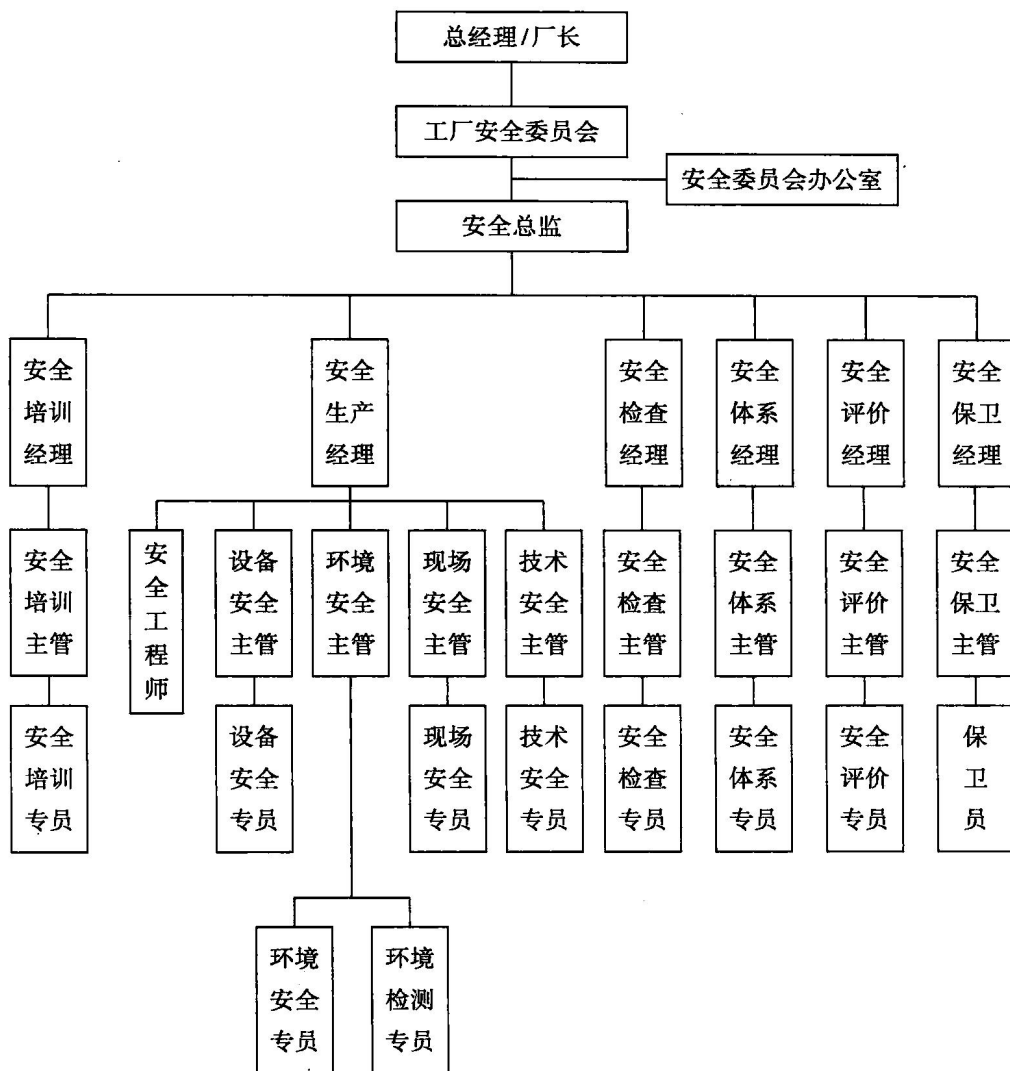 总经理/厂长
工厂安全委员会
安全委员会办公室
安全总监
安全
培训
经理
安全
生产
经理
安全
检查
经理
安全
体系
经理
安全
评价
经理
安全
保卫
经理
安全
培训
主管
安
全
工
程
师
设备
安全
主管
环境
安全
主管
现场
安全
主管
技术
安全
主管
安全
检查
主管
安全
体系
主管
安全
评价
主管
安全
保卫
主管
安全
培训
专员
设备
安全
专员
现场
安全
专员
技术
安全
专员
安全
检查
专员
安全
体系
专员
安全
评价
专员
保
卫
员
环境
安全
专员
环境
检测
专员